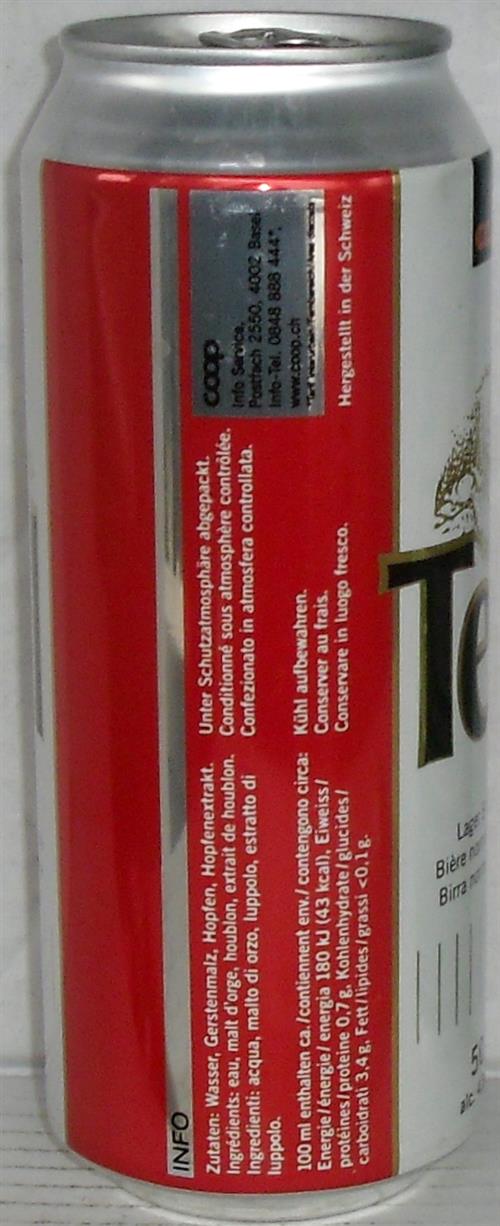 INFO
Zutaten: Wasser, Gerstenmalz, Hopfen, Hopfenextrakt.
Ingrédients: eau, malt d'orge, houblon, extrait de houblon.
Ingredienti: acqua, malto di orzo, luppolo, estratto di
luppolo.
100 ml enthalten ca./contiennent env./contengono circa:
Energie/énergie/energia 180 kJ (43 kcal), Eiweiss/
protéines/proteine 0,7 g, Kohlenhydrate/glucides/
carboidrati 3,4 g, Fett/lipides/grassi <0,1 g.
Unter Schutzatmosphäre abgepackt.
Conditionné sous atmosphère contrôlée.
Confezionato in atmosfera controllata.
Kühl aufbewahren.
Conserver au frais.
Conservare in luogo fresco.
coop
Info Service,
Postfach 2550, 4002 Basel
Info-Tel. 0848 888 444*,
www.coop.ch
Hergestellt in der Schweiz
Te
Lager
Bière
Birra
alc.